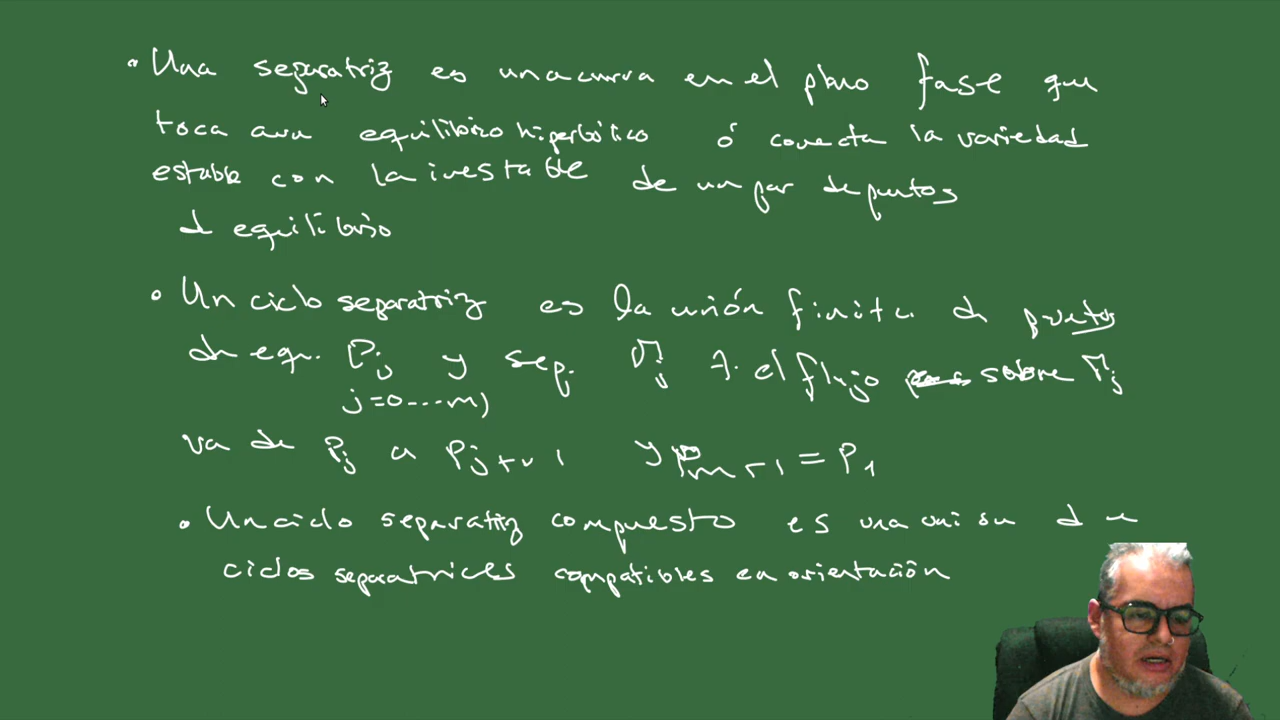 • Una separatriz es una curva en el plano fase que
toca a un equilibrio hiperbólico ó conecta la variedad
estable con la inestable de un par de puntos
d equilibrio
• Un ciclo separatriz es la unión finita d puntos
de eq. Pj y sep. Γj 7. el flujo sobre Γj
j=0...m,
va de Pj a Pj+1 y Pm+1 = P1
• Un ciclo separatriz compuesto es una unión d
ciclos separatrices compatibles en orientación